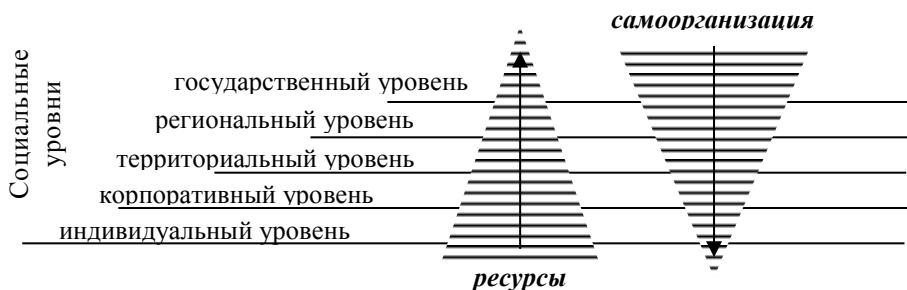 самоорганизация
Социальные
уровни
государственный уровень
региональный уровень
территориальный уровень
корпоративный уровень
индивидуальный уровень
ресурсы